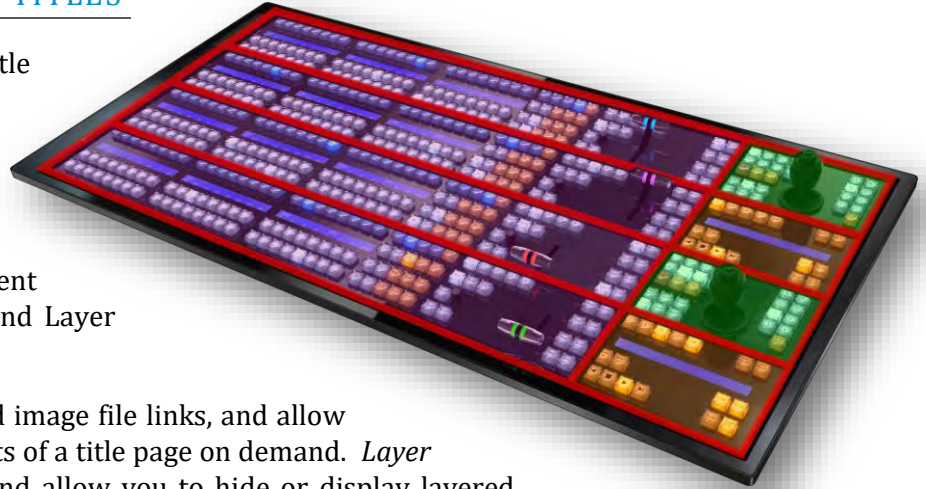 TITLES
tle
ent
nd Layer
d image file links, and allow
ts of a title page on demand. Layer
nd allow you to hide or display layered